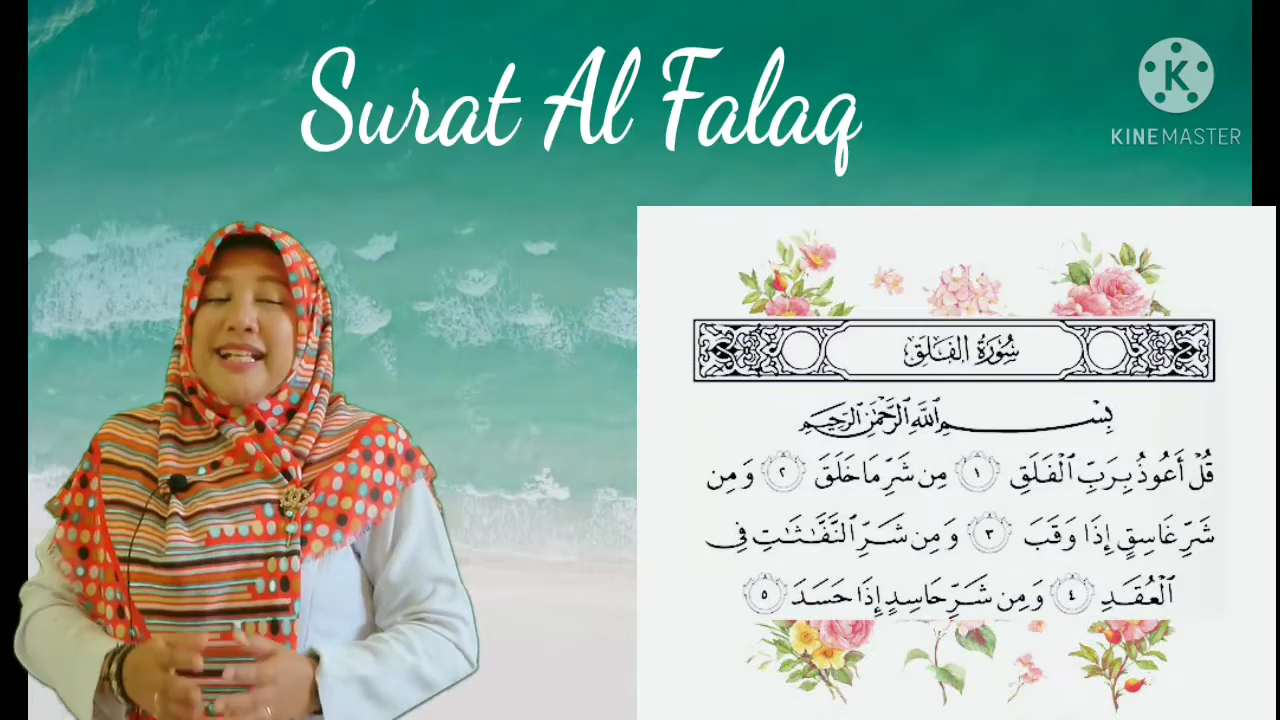 Surat Al Falaq
KINEMASTER
سُورَةُ الفَلَقِ
بِسْمِ اللَّهِ الرَّحْمَٰنِ الرَّحِيمِ
قُلْ أَعُوذُ بِرَبِّ ٱلْفَلَقِ ١ مِن شَرِّ مَا خَلَقَ ٢ وَمِن
شَرِّ غَاسِقٍ إِذَا وَقَبَ ٣ وَمِن شَرِّ ٱلنَّفَّـٰثَـٰتِ فِى
ٱلْعُقَدِ ٤ وَمِن شَرِّ حَاسِدٍ إِذَا حَسَدَ ٥